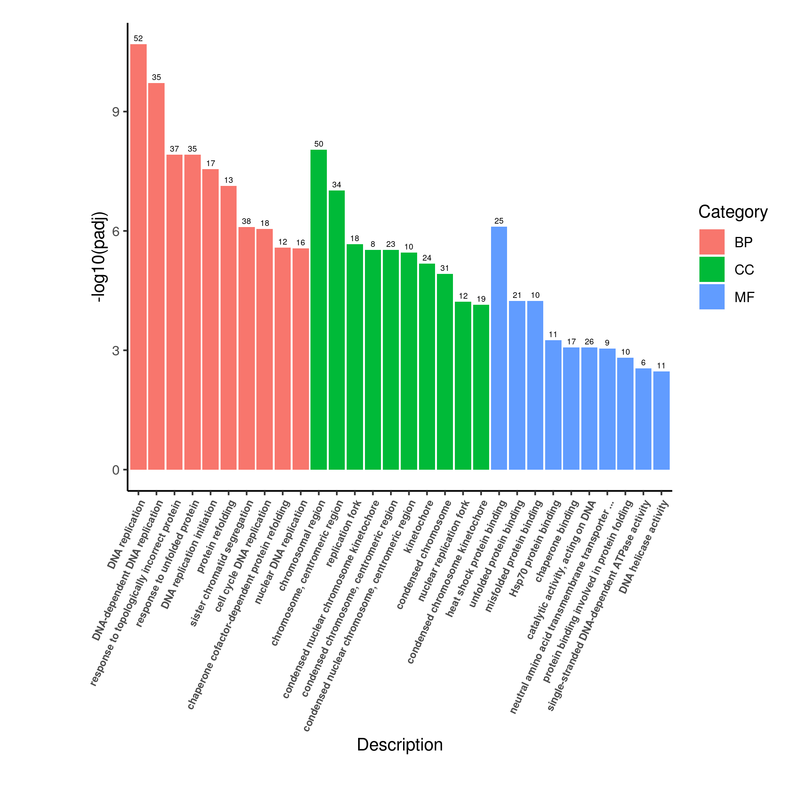 -log10(padj)
9
6
3
0
52
35
37
35
17
13
38
18
12
16
50
34
18
8
23
10
24
31
12
19
25
21
10
11
17
26
9
10
6
11
DNA replication
DNA-dependent DNA replication
response to topologically incorrect protein
response to unfolded protein
DNA replication initiation
protein refolding
sister chromatid segregation
cell cycle DNA replication
chaperone cofactor-dependent protein refolding
nuclear DNA replication
chromosomal region
chromosome, centromeric region
replication fork
condensed nuclear chromosome kinetochore
condensed chromosome, centromeric region
condensed nuclear chromosome, centromeric region
kinetochore
condensed chromosome
nuclear replication fork
condensed chromosome kinetochore
heat shock protein binding
unfolded protein binding
misfolded protein binding
Hsp70 protein binding
chaperone binding
catalytic activity, acting on DNA
neutral amino acid transmembrane transporter ...
protein binding involved in protein folding
single-stranded DNA-dependent ATPase activity
DNA helicase activity
Description
Category
BP
CC
MF